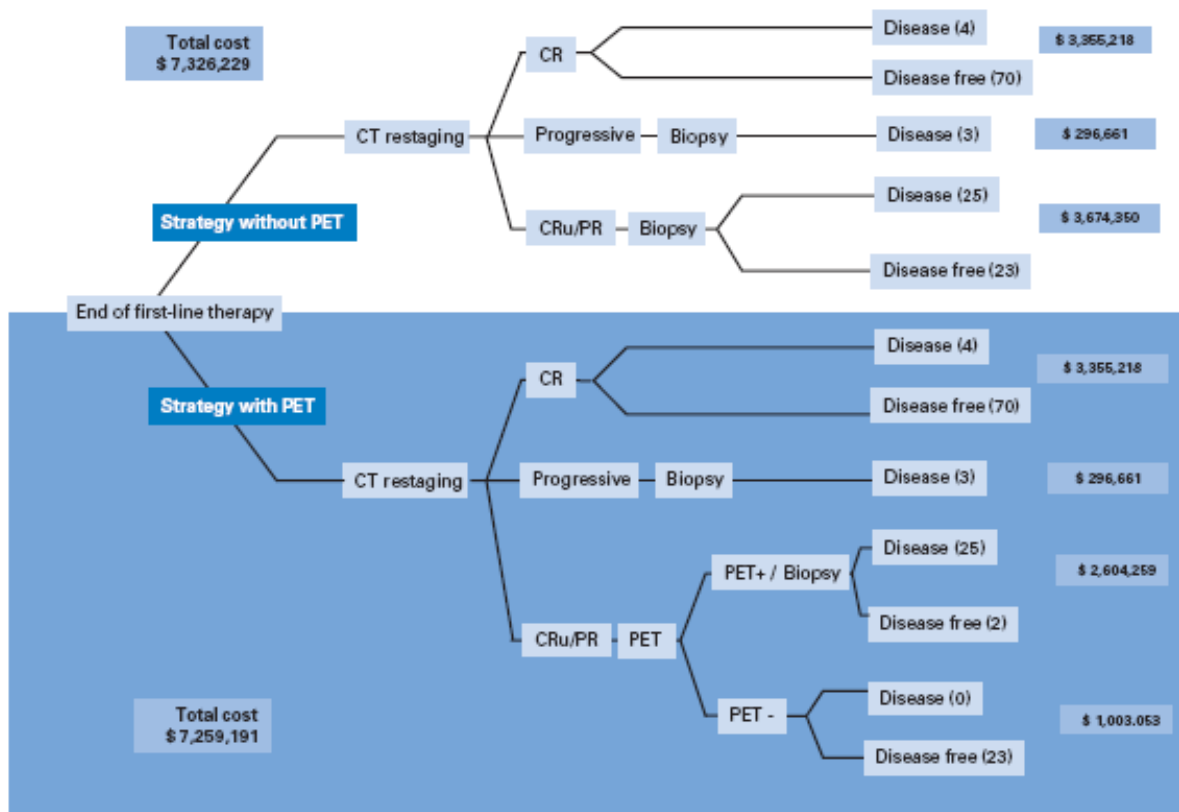 Total cost
$ 7,326,229
CR
Disease (4)
$ 3,355,218
Disease free (70)
CT restaging
Progressive
Biopsy
Disease (3)
$ 296,661
Strategy without PET
CRu/PR
Biopsy
Disease (25)
$ 3,674,350
Disease free (23)
End of first-line therapy
Strategy with PET
CR
Disease (4)
$ 3,355,218
Disease free (70)
CT restaging
Progressive
Biopsy
Disease (3)
$ 296,661
CRu/PR
PET
PET+ / Biopsy
Disease (25)
$ 2,604,259
Disease free (2)
PET -
Disease (0)
$ 1,003.053
Disease free (23)
Total cost
$ 7,259,191